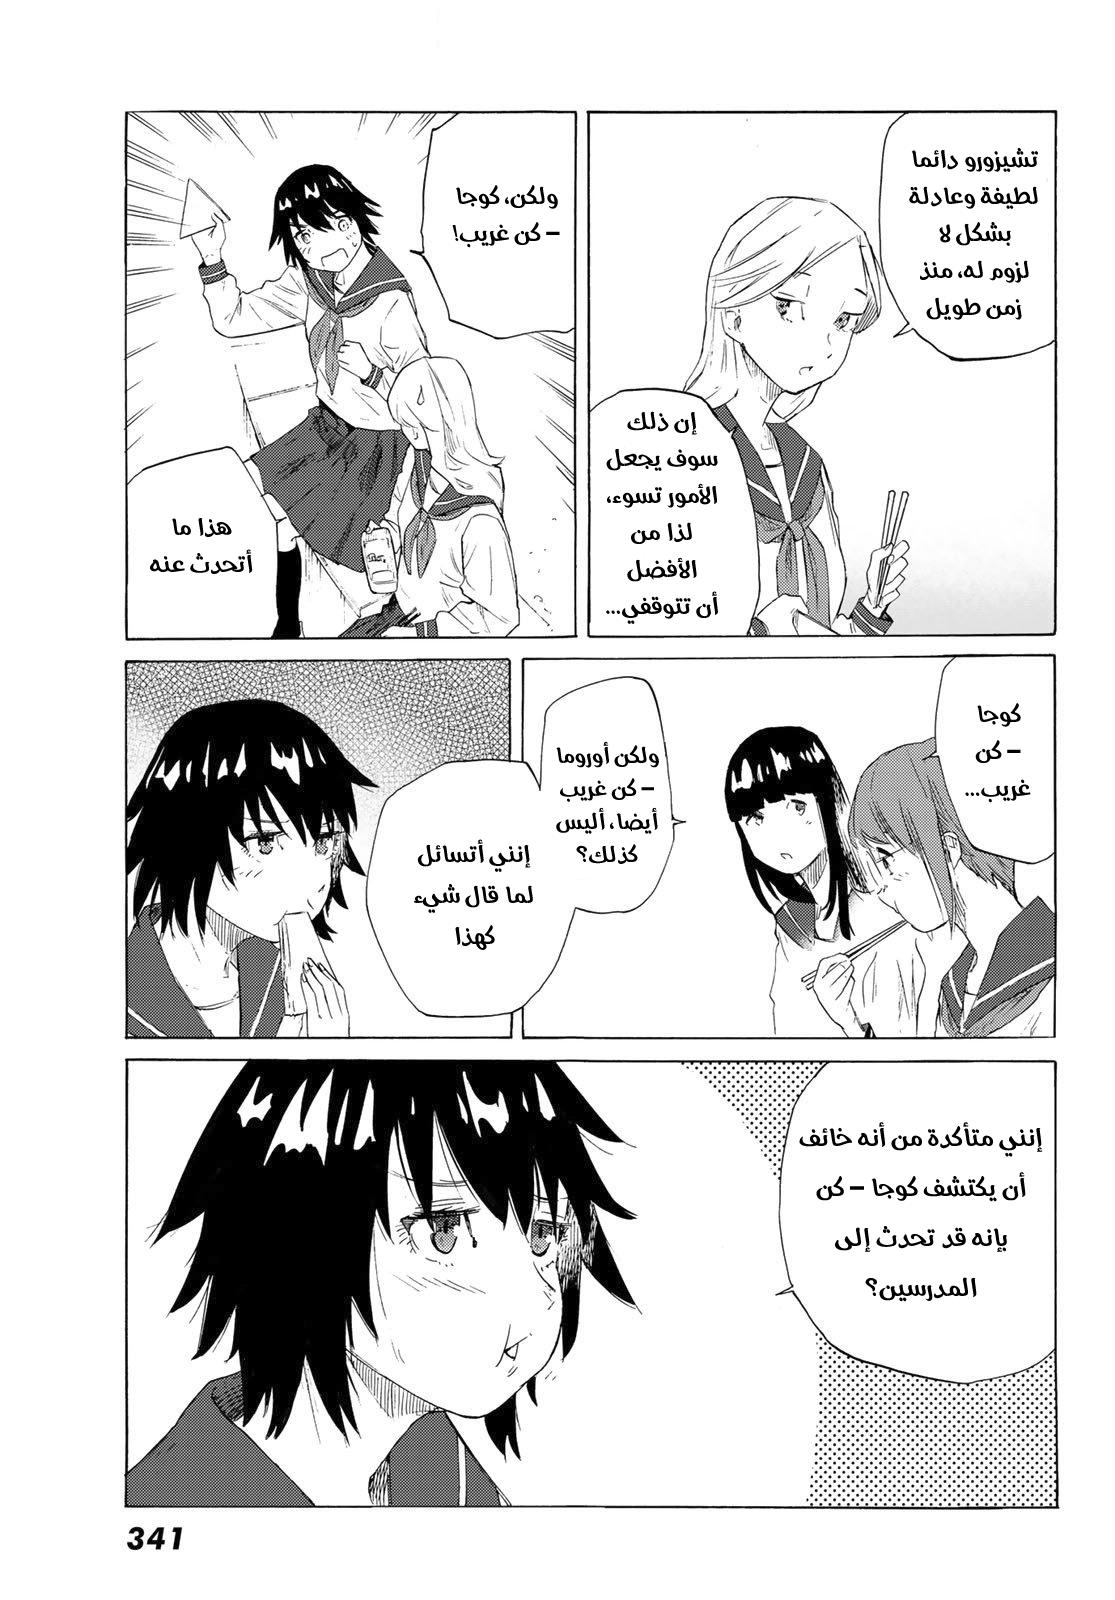 تشيزورو دائما
لطيفة وعادلة
بشكل لا
لزوم له، منذ
زمن طويل
إن ذلك
سوف يجعل
الأمور تسوء،
لذا من
الأفضل
أن تتوقفي...
ولكن، كوجا
– كن غريب!
هذا ما
أتحدث عنه
كوجا
– كن
غريب...
ولكن أوروما
– كن غريب
أيضا، أليس
كذلك؟
إنني أتسائل
لما قال شيء
كهذا
إنني متأكدة من أنه خائف
أن يكتشف كوجا – كن
بإنه قد تحدث إلى
المدرسين؟
341